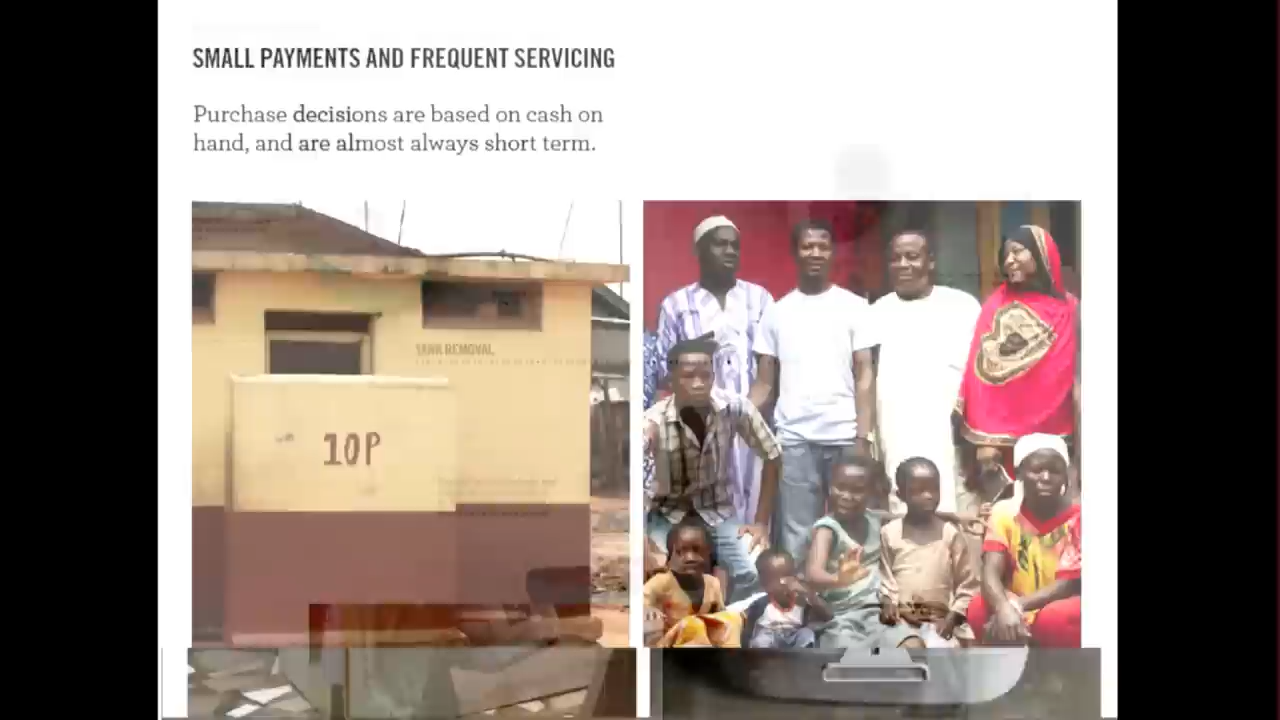 SMALL PAYMENTS AND FREQUENT SERVICING
Purchase decisions are based on cash on
hand, and are almost always short term.
TANK REMOVAL
10P